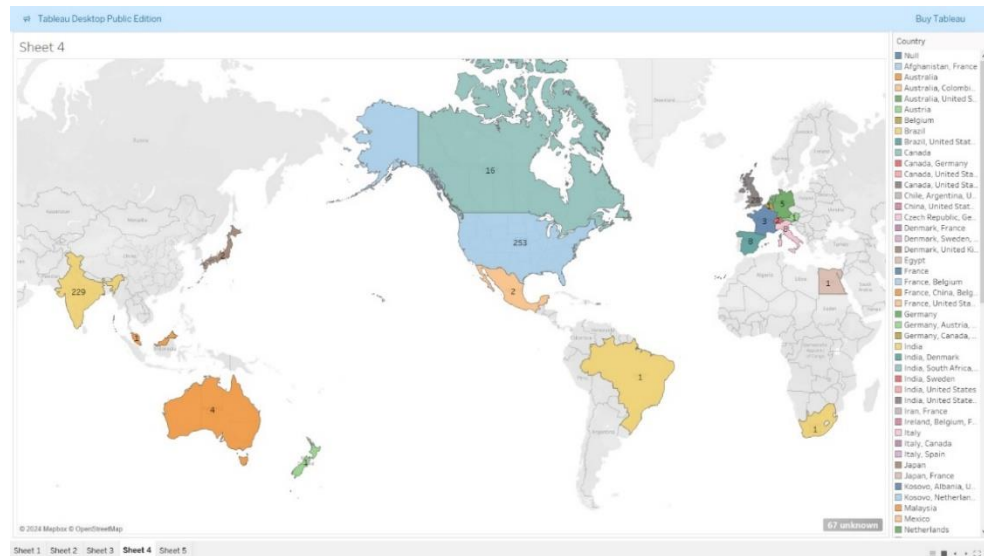 Tableau Desktop Public Edition
Buy Tableau
Sheet 4
Country
Null
Afghanistan, France
Australia
Australia, Colombi..
Australia, United S..
Austria
Belgium
Brazil
Brazil, United Stat..
Canada
Canada, Germany
Canada, United Sta..
Canada, United Sta..
Chile, Argentina, U..
China, United Stat..
Czech Republic, Ge..
Denmark, France
Denmark, Sweden, ..
Denmark, United Ki..
Egypt
France
France, Belgium
France, China, Belg..
France, United Sta..
Germany
Germany, Austria, ..
Germany, Canada, ..
India
India, Denmark
India, South Africa, ..
India, Sweden
India, United States
India, United State..
Iran, France
Ireland, Belgium, F..
Italy
Italy, Canada
Italy, Spain
Japan
Japan, France
Kosovo, Albania, U..
Kosovo, Netherlan..
Malaysia
Mexico
Netherlands
16
253
2
229
5
3
8
1
1
4
1
1
67 unknown
© 2024 Mapbox © OpenStreetMap
Sheet 1 Sheet 2 Sheet 3 Sheet 4 Sheet 5